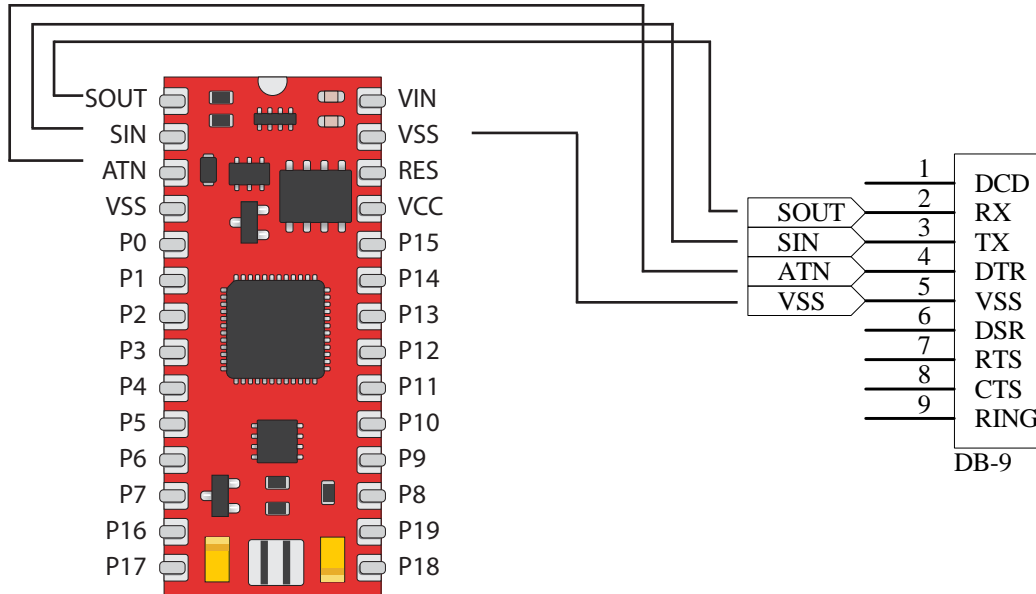 SOUT VIN
SIN VSS
ATN RES
VSS VCC
P0 P15
P1 P14
P2 P13
P3 P12
P4 P11
P5 P10
P6 P9
P7 P8
P16 P19
P17 P18
1 DCD
SOUT 2 RX
SIN 3 TX
ATN 4 DTR
VSS 5 VSS
6 DSR
7 RTS
8 CTS
9 RING
DB-9